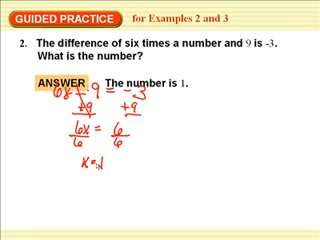 GUIDED PRACTICE for Examples 2 and 3
2. The difference of six times a number and 9 is -3.
What is the number?
ANSWER The number is 1.
6x - 9 = -3
+9 +9
6x = 6
6 6
x=1